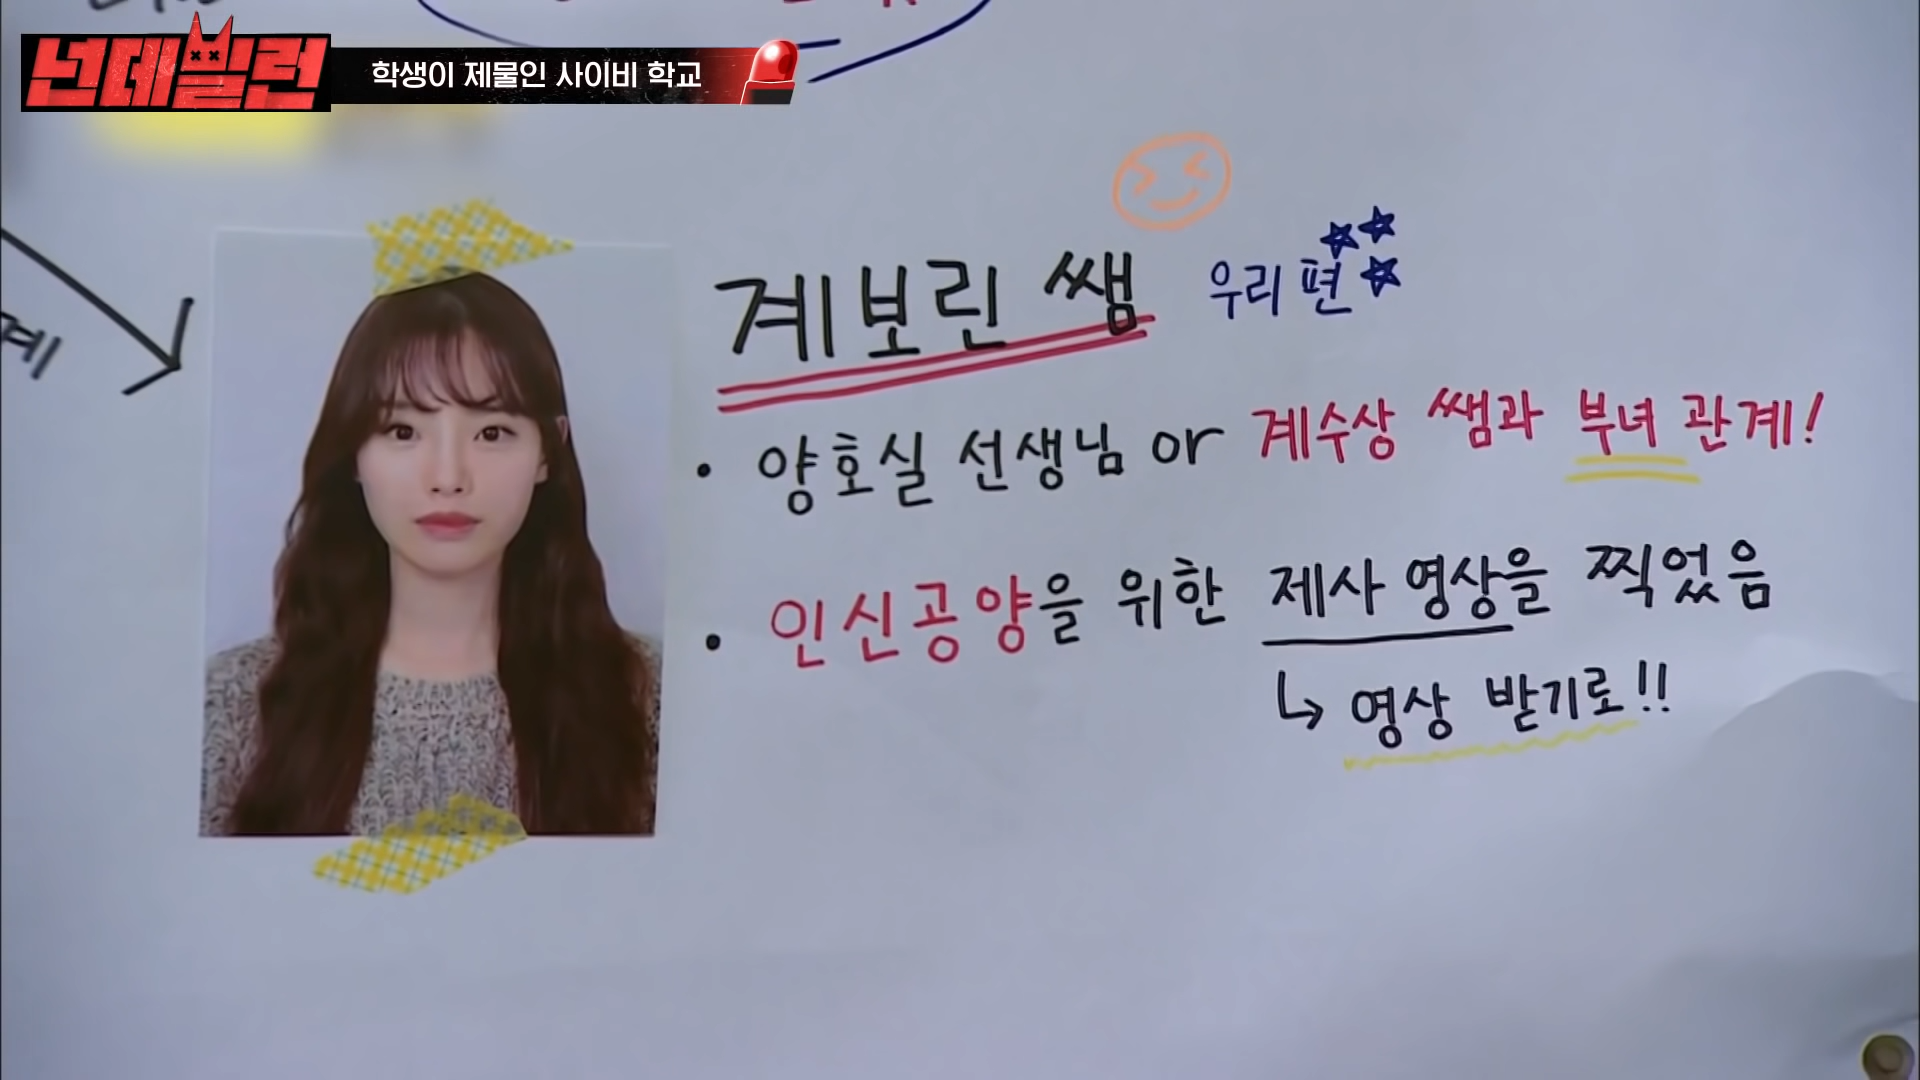 넌데빌런
학생이 제물인 사이비 학교
계
계보린 쌤 우리 편
• 양호실 선생님 or 계수상 쌤과 부녀 관계!
• 인신공양을 위한 제사 영상을 찍었음
↳ 영상 받기로!!